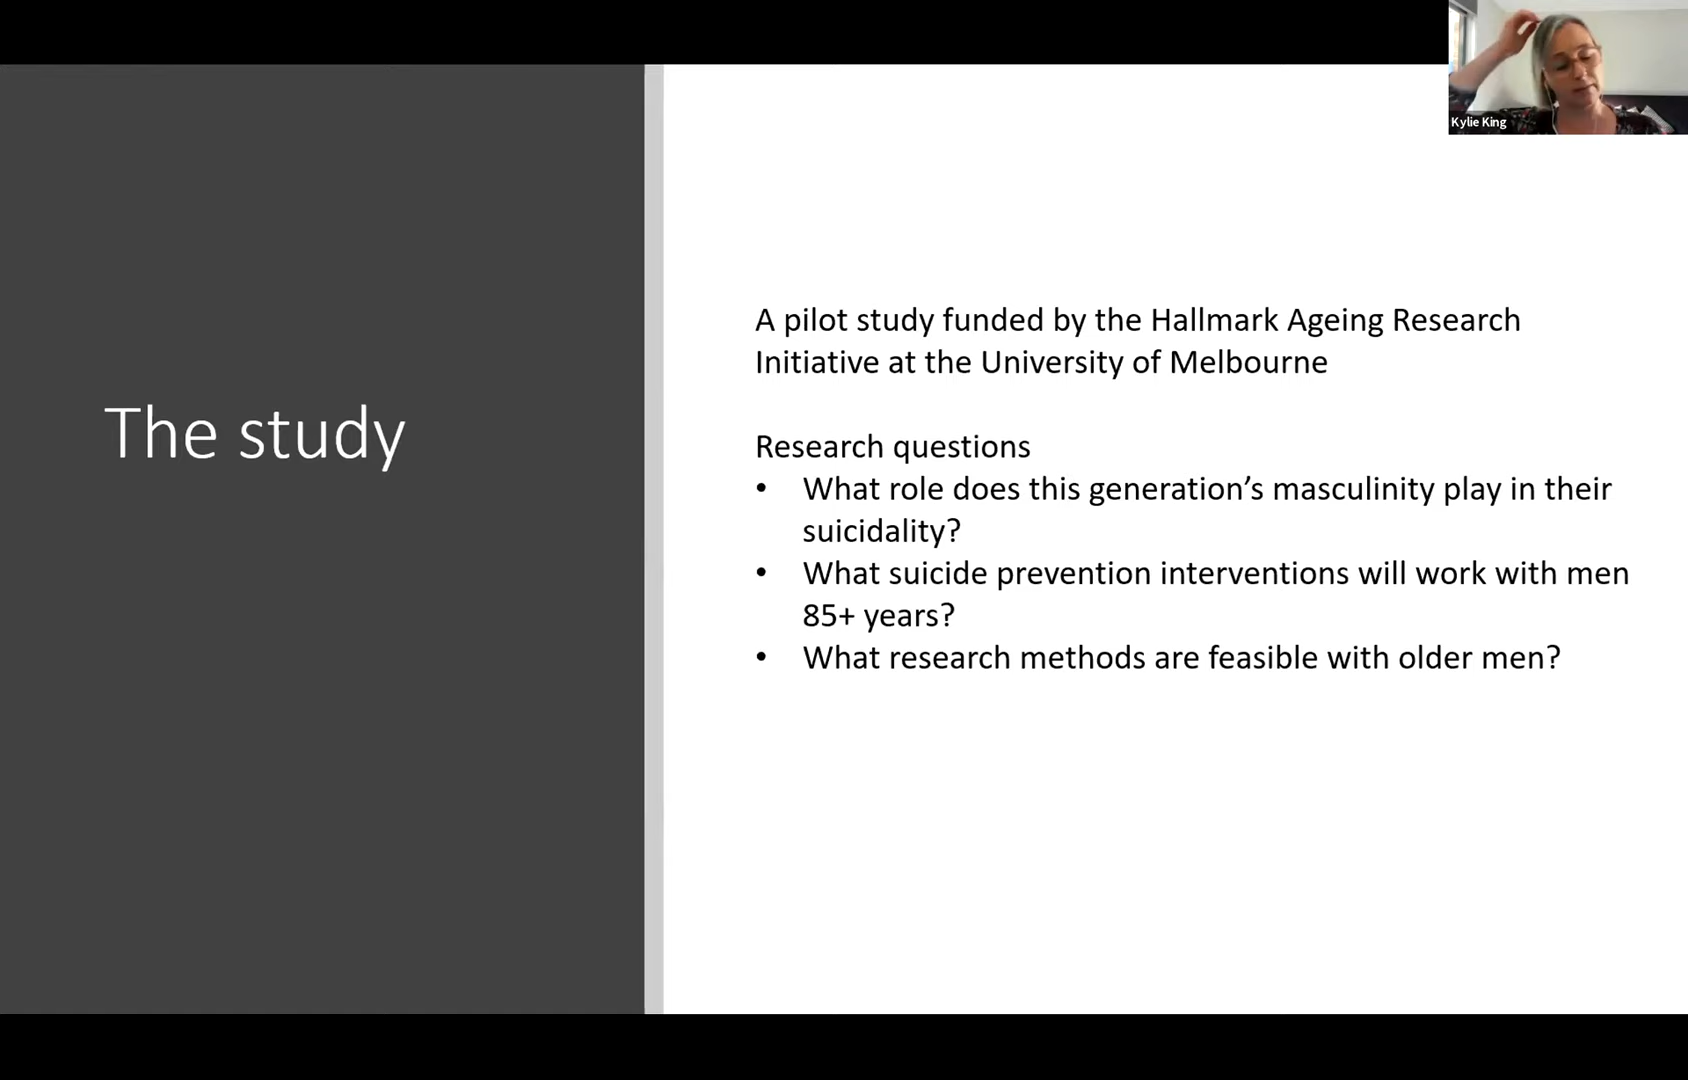 Kylie King
The study
A pilot study funded by the Hallmark Ageing Research
Initiative at the University of Melbourne
Research questions
• What role does this generation’s masculinity play in their
suicidality?
• What suicide prevention interventions will work with men
85+ years?
• What research methods are feasible with older men?